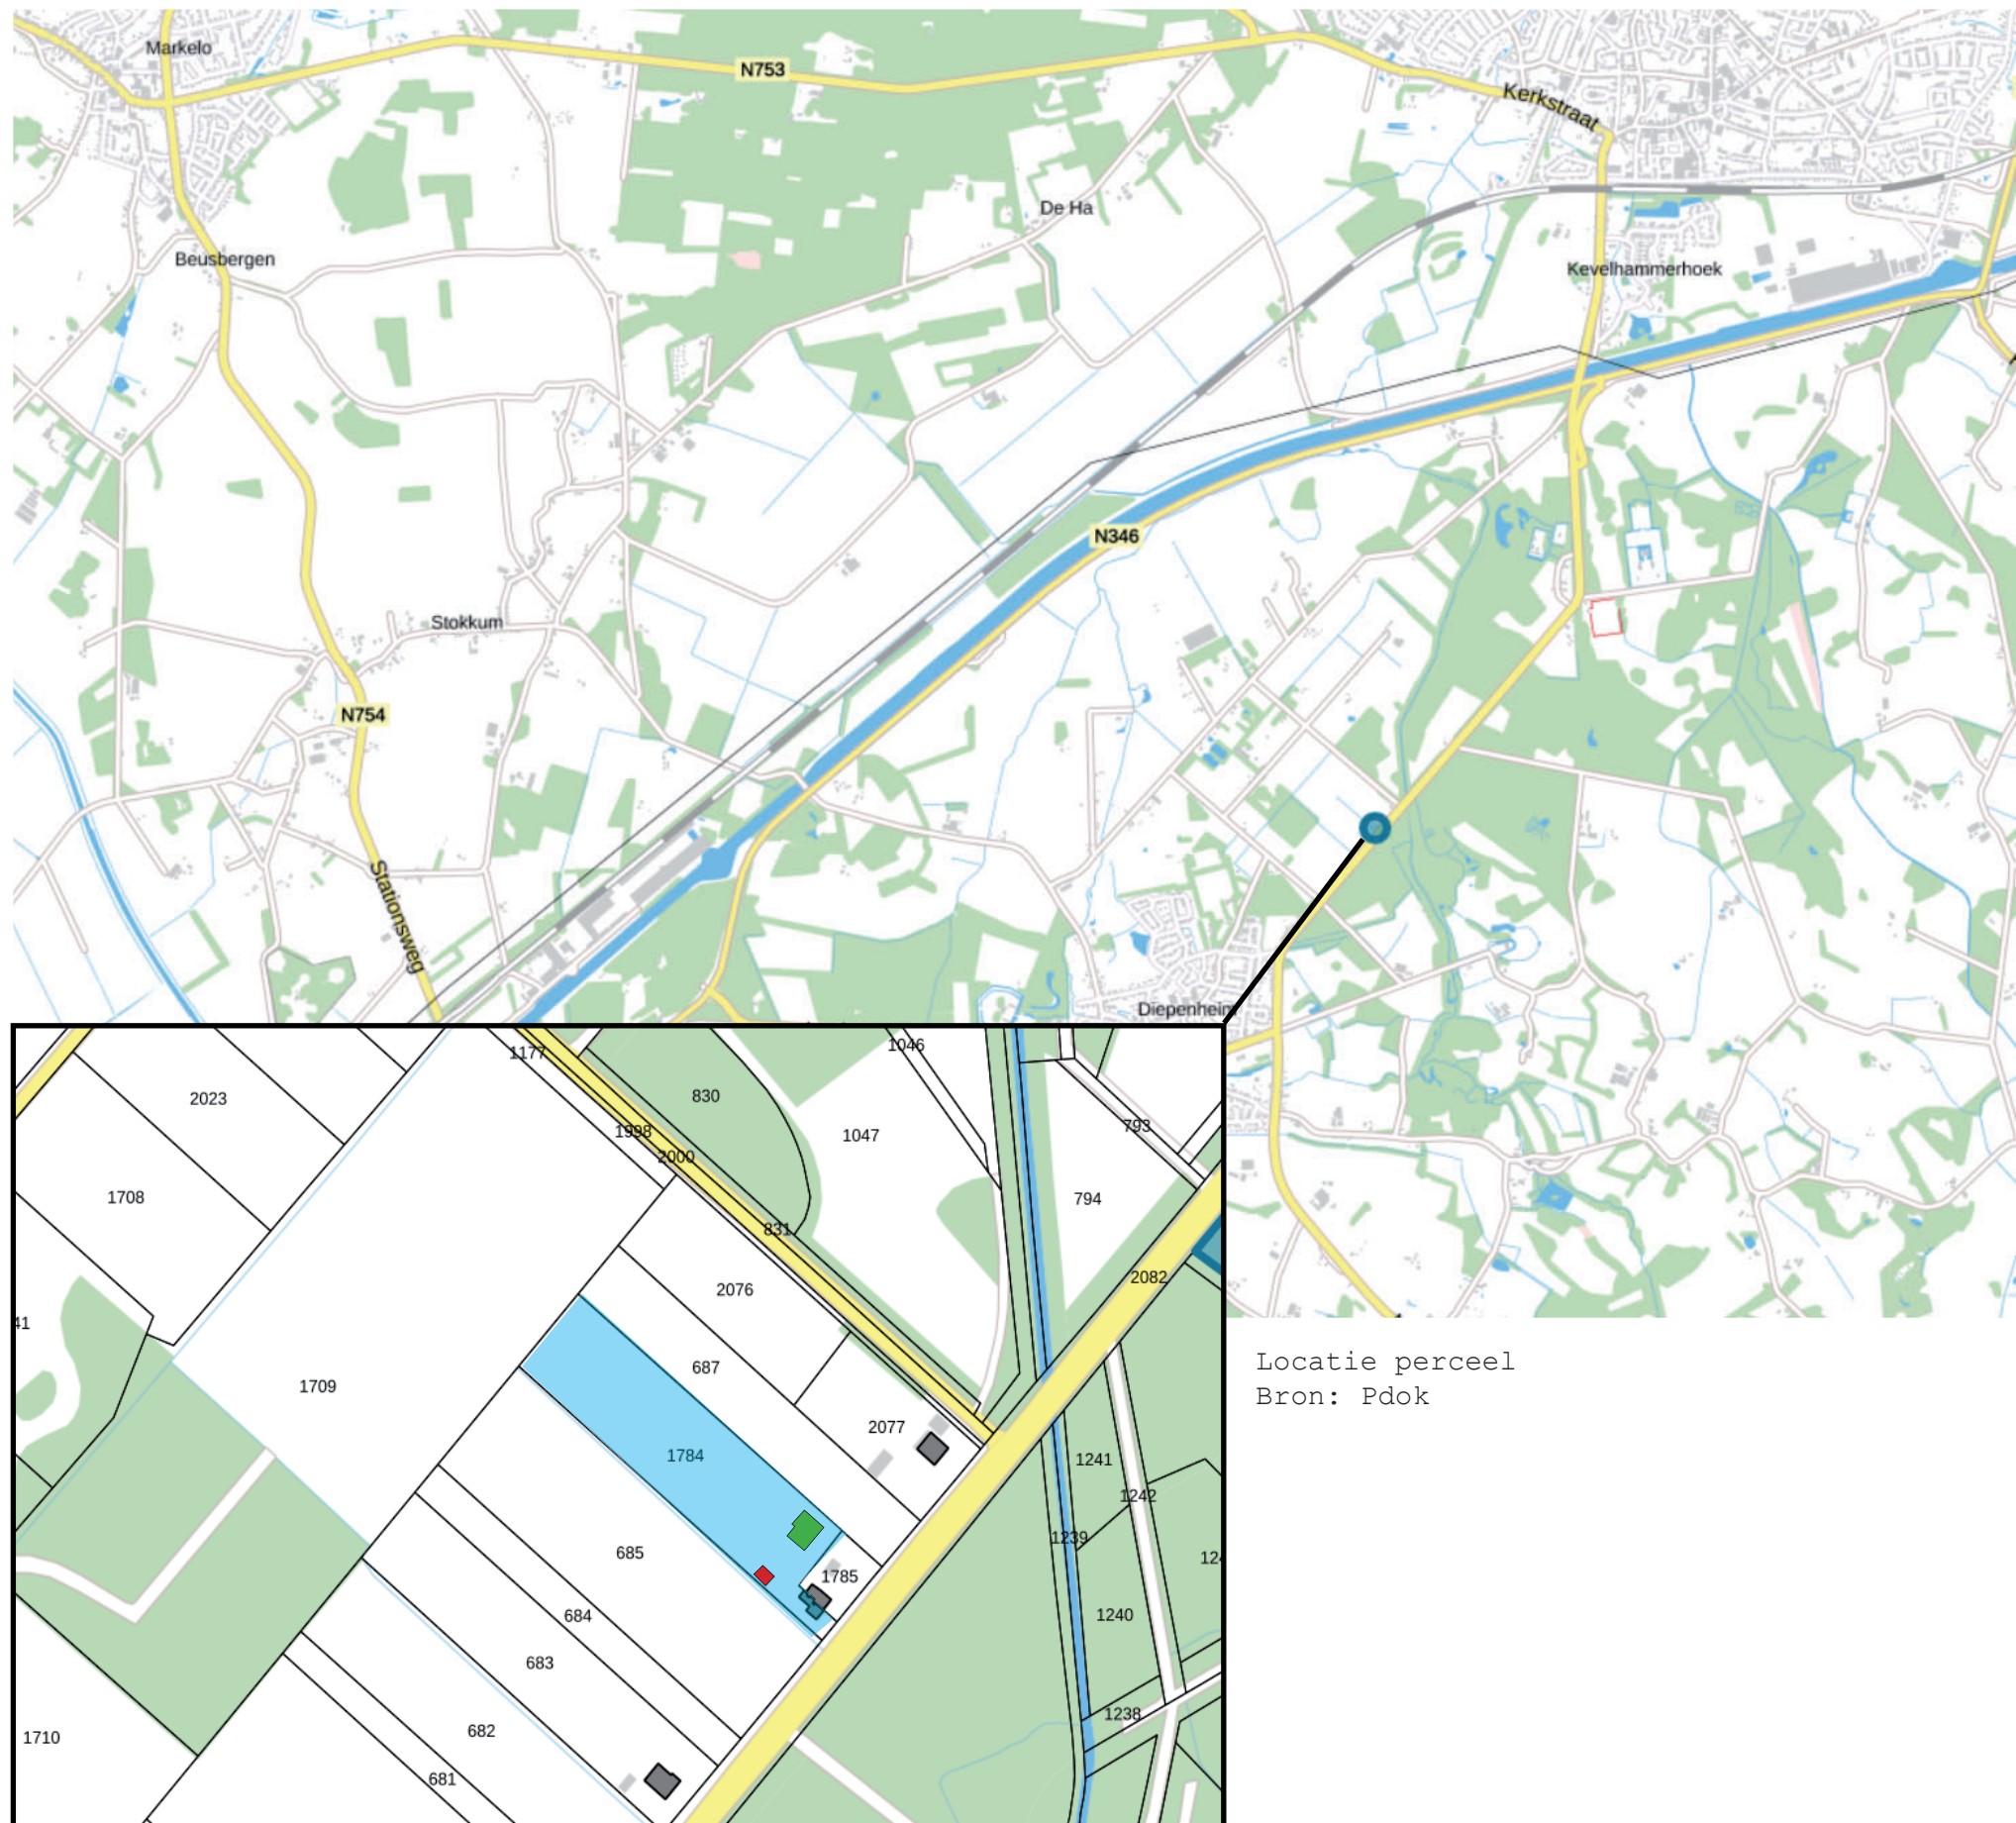 Markelo
N753
Kerkstraat
De Ha
Beusbergen
Kevelhammerhoek
N346
Stokkum
N754
Stationsweg
Diepenheim
1177
1046
2023
830
1998
1047
793
2000
1708
794
831
2082
2076
41
687
1709
2077
1784
1241
1242
1239
685
124
1785
684
1240
683
1238
682
1710
681
Locatie perceel
Bron: Pdok